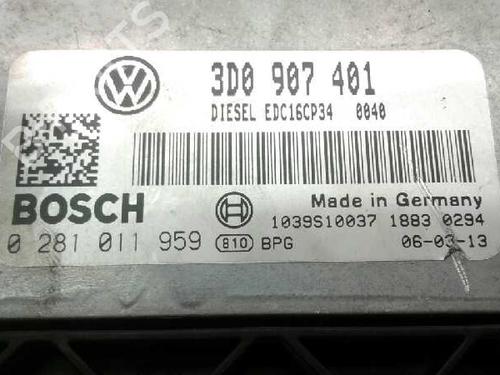 3D0 907 401
DIESEL EDC16CP34 0040
BOSCH
Made in Germany
1039S10037 1883 0294
0 281 011 959 810 BPG 06-03-13